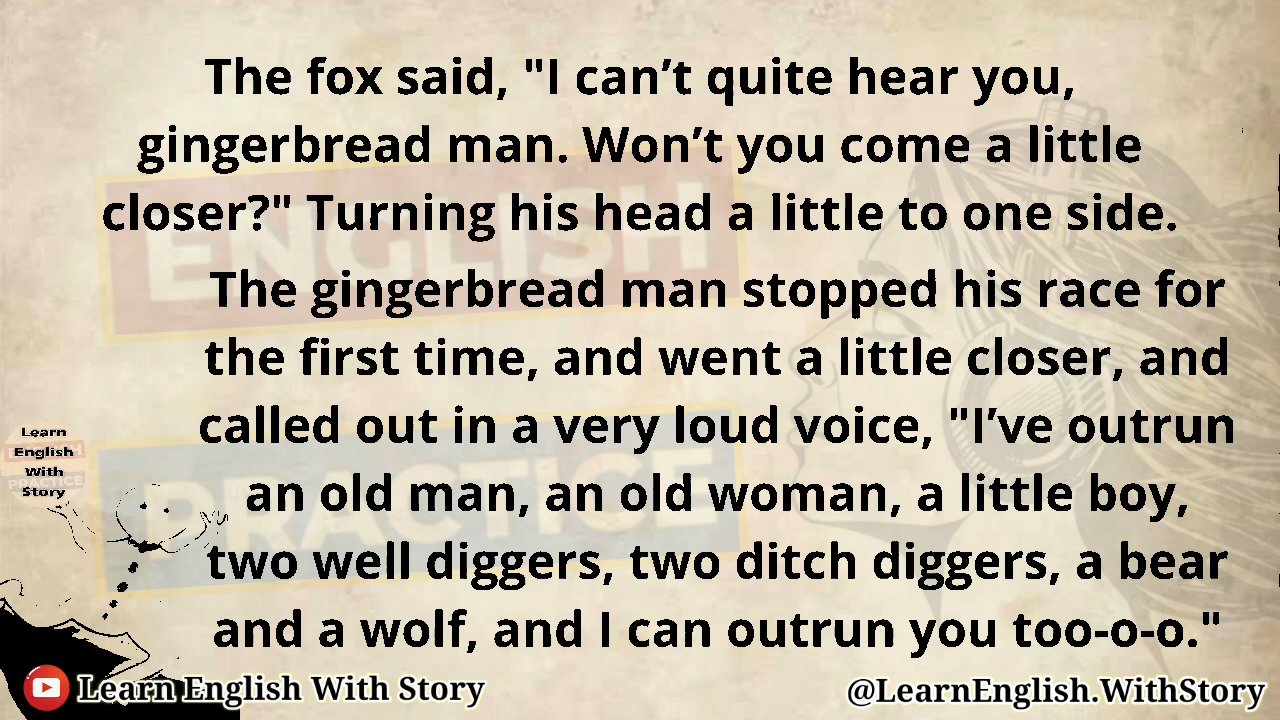 The fox said, "I can’t quite hear you,
gingerbread man. Won’t you come a little
closer?" Turning his head a little to one side.
The gingerbread man stopped his race for
the first time, and went a little closer, and
called out in a very loud voice, "I’ve outrun
an old man, an old woman, a little boy,
two well diggers, two ditch diggers, a bear
and a wolf, and I can outrun you too-o-o."
ENGLISH
PRACTICE
Learn
English
With
Story
PRACTICE
Learn English With Story
@LearnEnglish.WithStory